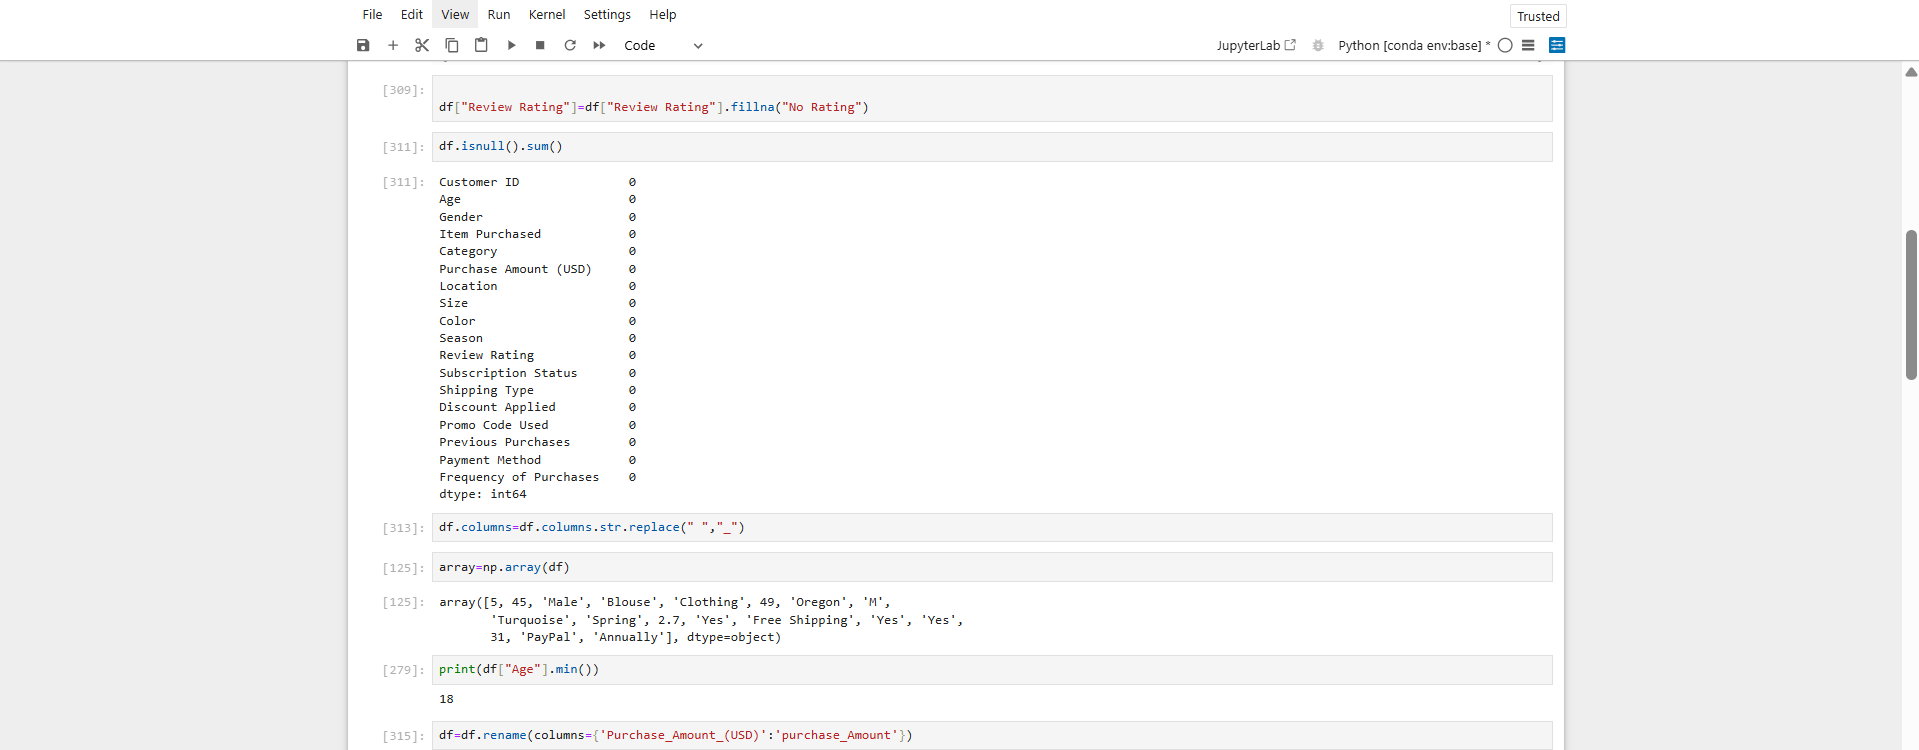 File Edit View Run Kernel Settings Help
Trusted
Code
JupyterLab Python [conda env:base] *
[309]:
df["Review Rating"]=df["Review Rating"].fillna("No Rating")
[311]: df.isnull().sum()
[311]: Customer ID 0
Age 0
Gender 0
Item Purchased 0
Category 0
Purchase Amount (USD) 0
Location 0
Size 0
Color 0
Season 0
Review Rating 0
Subscription Status 0
Shipping Type 0
Discount Applied 0
Promo Code Used 0
Previous Purchases 0
Payment Method 0
Frequency of Purchases 0
dtype: int64
[313]: df.columns=df.columns.str.replace(" ","_")
[125]: array=np.array(df)
[125]: array([5, 45, 'Male', 'Blouse', 'Clothing', 49, 'Oregon', 'M',
'Turquoise', 'Spring', 2.7, 'Yes', 'Free Shipping', 'Yes', 'Yes',
31, 'PayPal', 'Annually'], dtype=object)
[279]: print(df["Age"].min())
18
[315]: df=df.rename(columns={'Purchase_Amount_(USD)':'purchase_Amount'})